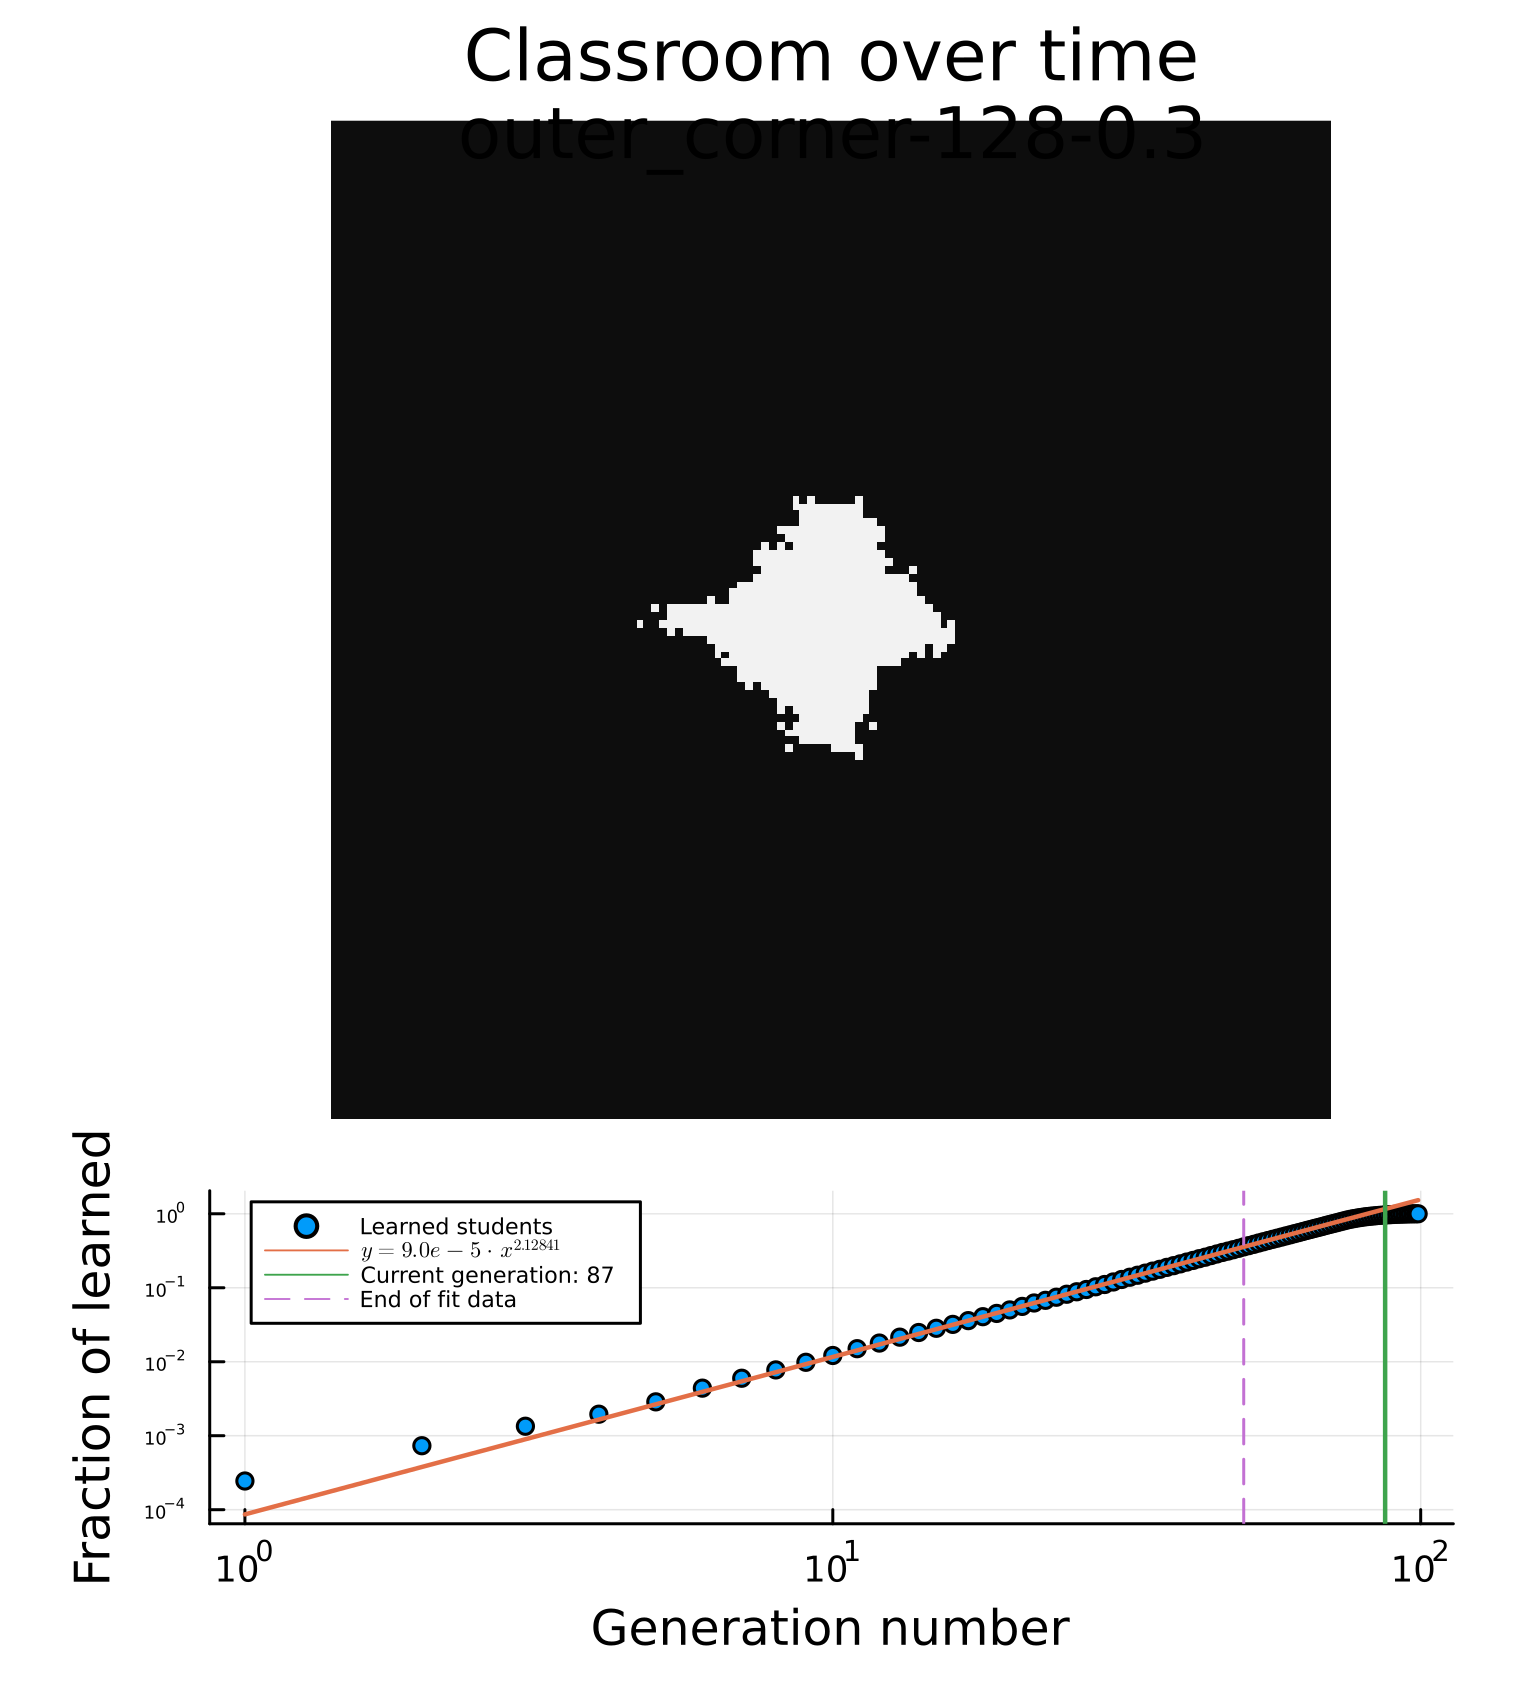 Classroom over time
outer_corner-128-0.3
Fraction of learned
10^0
10^-1
10^-2
10^-3
10^-4
Learned students
y = 9.0e − 5 · x^2.12841
Current generation: 87
End of fit data
10^0 10^1 10^2
Generation number